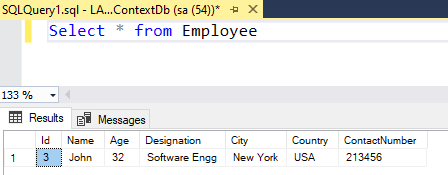 SQLQuery1.sql - LA...ContextDb (sa (54))*
Select * from Employee
133 %
Results Messages
Id Name Age Designation City Country ContactNumber
1 3 John 32 Software Engg New York USA 213456